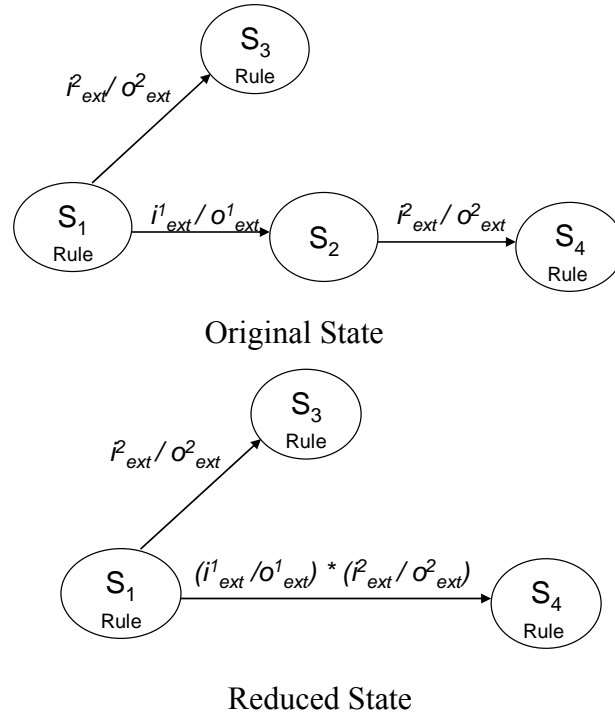 S3
Rule
i²ext / o²ext
S1
Rule
i¹ext / o¹ext
S2
i²ext / o²ext
S4
Rule
Original State
S3
Rule
i²ext / o²ext
S1
Rule
(i¹ext /o¹ext) * (i²ext / o²ext)
S4
Rule
Reduced State